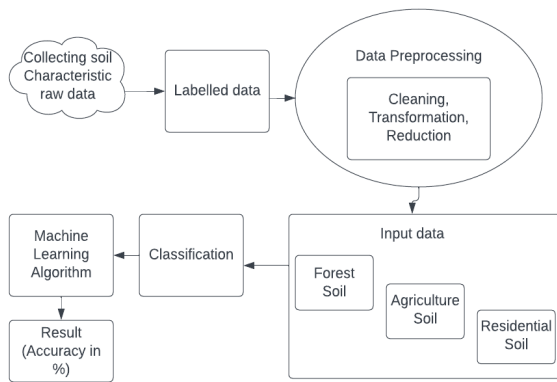 Collecting soil
Characteristic
raw data
Labelled data
Data Preprocessing
Cleaning,
Transformation,
Reduction
Input data
Forest
Soil
Agriculture
Soil
Residential
Soil
Classification
Machine
Learning
Algorithm
Result
(Accuracy in
%)